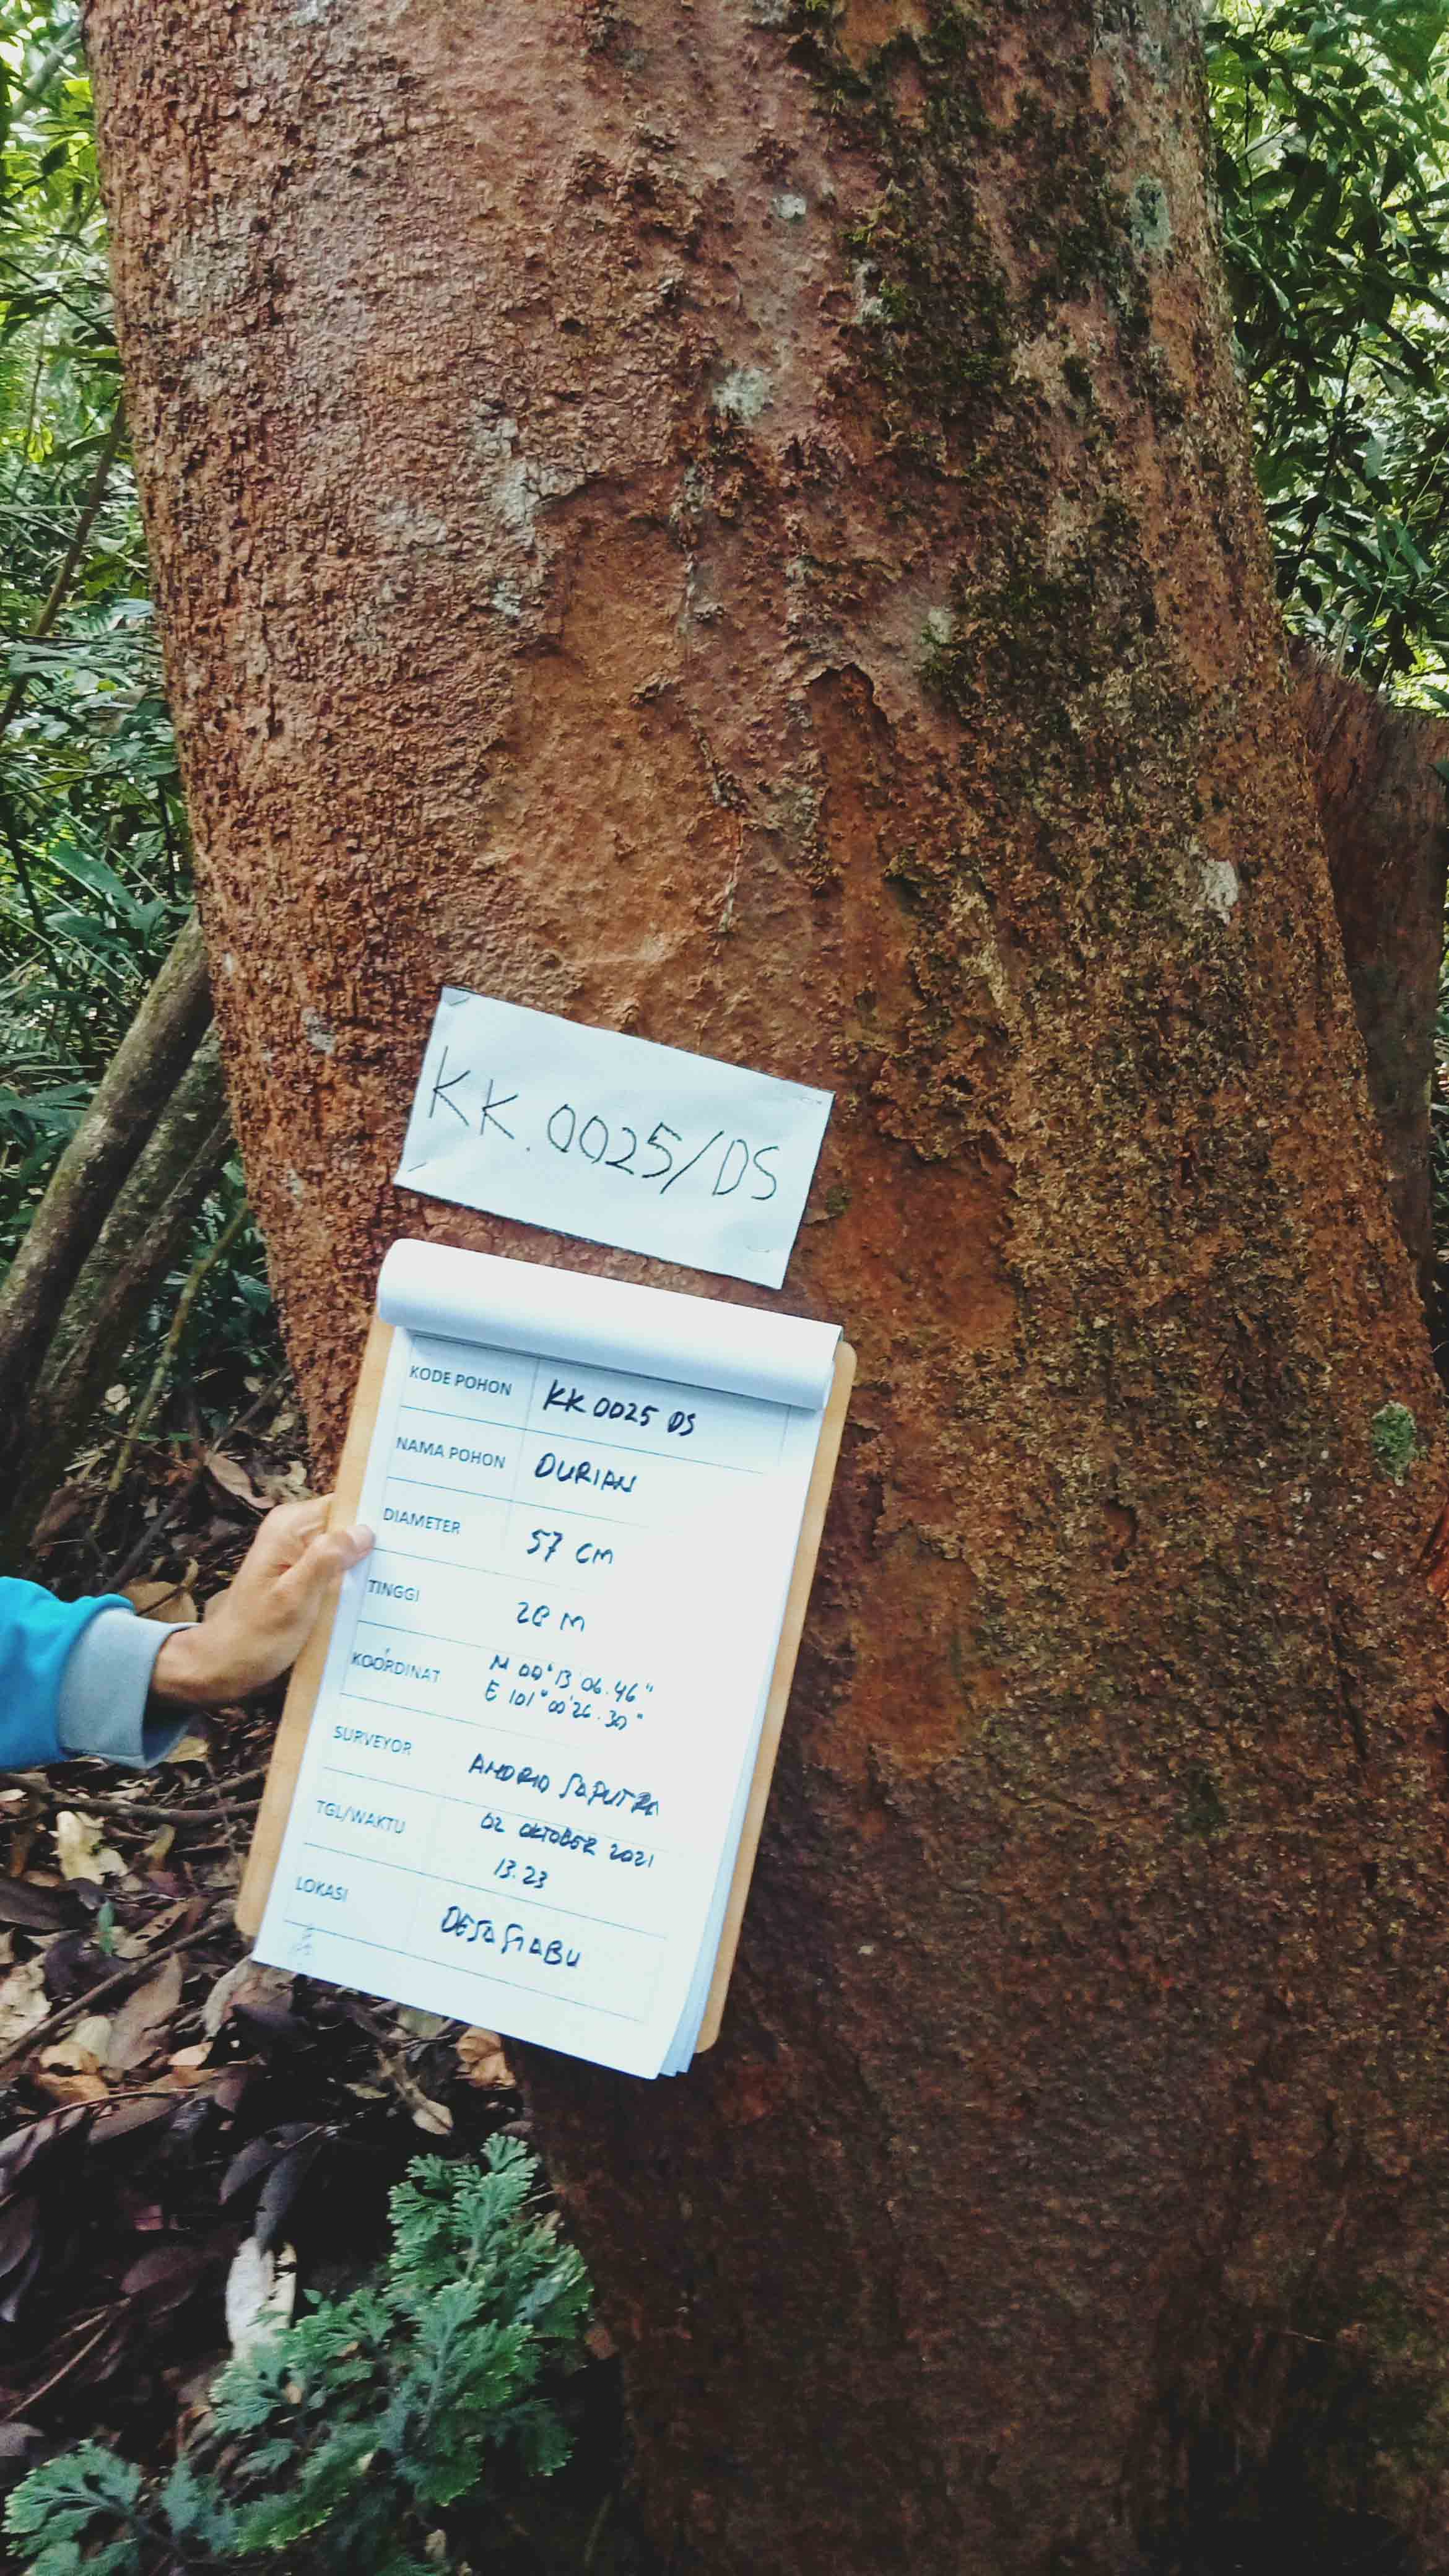 KK.0025/DS
KODE POHON KK 0025 DS
NAMA POHON DURIAN
DIAMETER 57 CM
TINGGI 28 M
KOORDINAT N 00° 13' 06.46"
E 101° 00' 26.30"
SURVEYOR ANDRIO SAPUTRA
TGL/WAKTU 02 OKTOBER 2021
13.23
LOKASI DESA SIABU